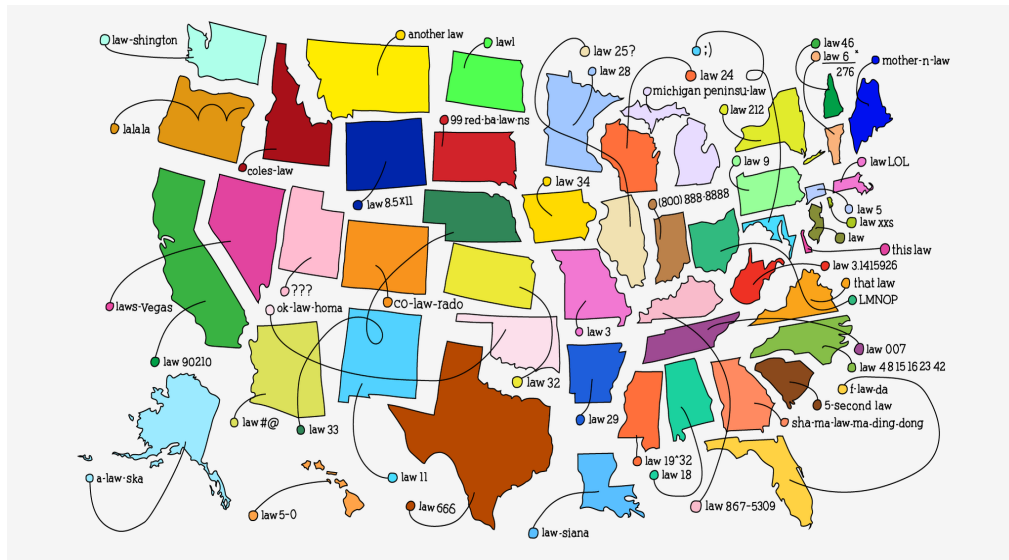 law-shington
another law
lawl
law 25?
;)
law 46
law 6 x
276
mother-n-law
law 28
law 24
michigan peninsu-law
law 212
lalala
99 red·ba-law·ns
coles-law
law 8.5x11
law 34
law 9
law LOL
(800) 888-8888
law 5
law xxs
law
this law
law 3.1415926
that law
LMNOP
???
co-law-rado
laws-Vegas
ok-law-homa
law 3
law 007
law 90210
law 32
law 4 8 15 16 23 42
f-law-da
law #@
law 33
law 29
5-second law
sha-ma-law-ma-ding-dong
a-law-ska
law 11
law 19^32
law 18
law 5-0
law 666
law 867-5309
law-siana